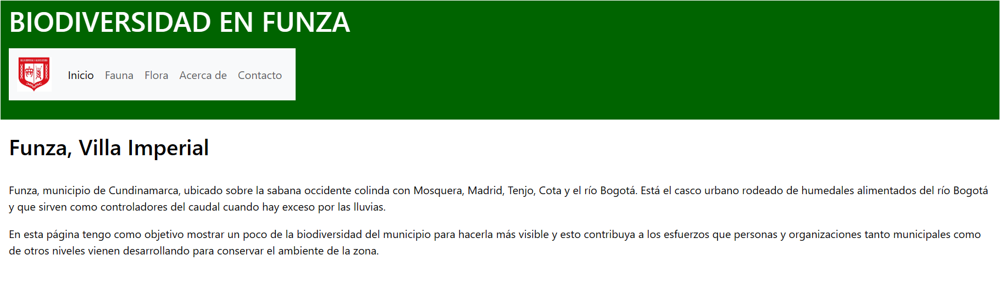 BIODIVERSIDAD EN FUNZA
VILLA IMPERIAL Y AGRICULTORA
Inicio Fauna Flora Acerca de Contacto
Funza, Villa Imperial
Funza, municipio de Cundinamarca, ubicado sobre la sabana occidente colinda con Mosquera, Madrid, Tenjo, Cota y el río Bogotá. Está el casco urbano rodeado de humedales alimentados del río Bogotá
y que sirven como controladores del caudal cuando hay exceso por las lluvias.
En esta página tengo como objetivo mostrar un poco de la biodiversidad del municipio para hacerla más visible y esto contribuya a los esfuerzos que personas y organizaciones tanto municipales como
de otros niveles vienen desarrollando para conservar el ambiente de la zona.